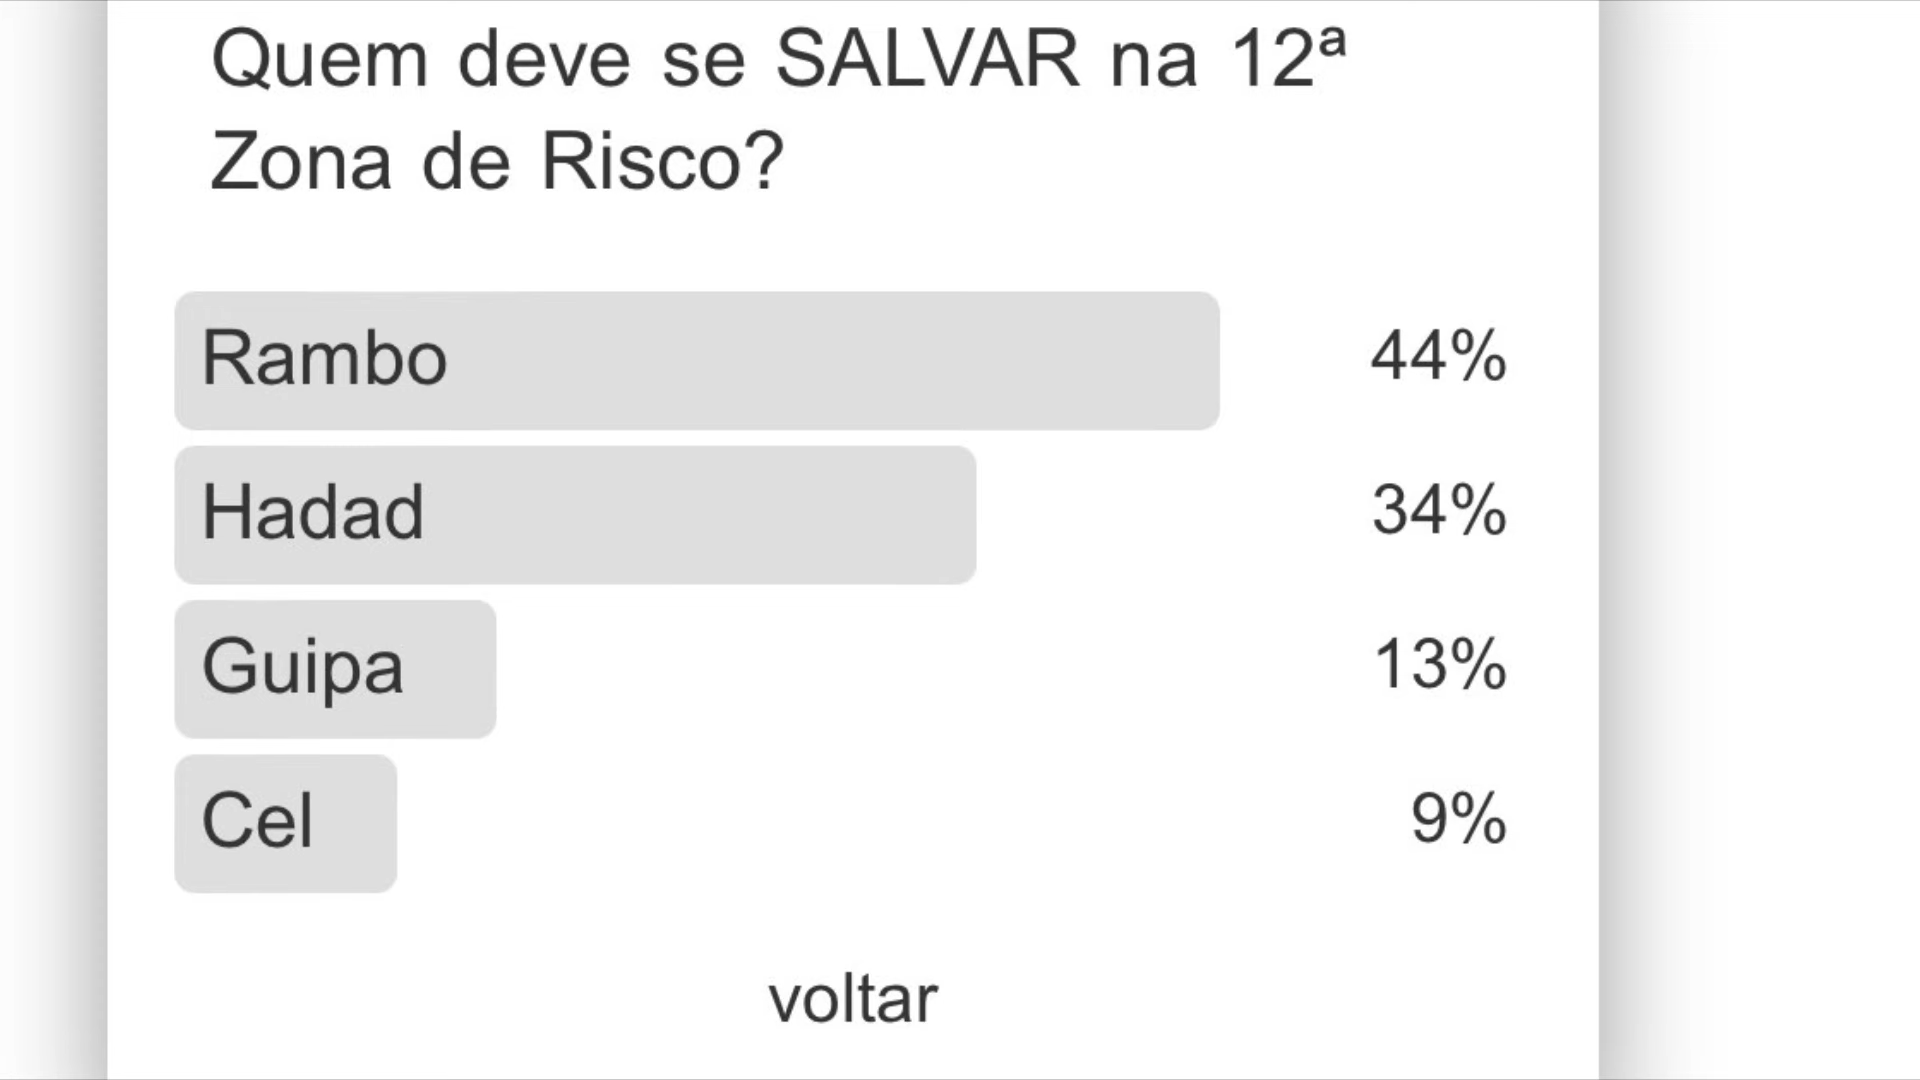 Quem deve se SALVAR na 12ª
Zona de Risco?
Rambo 44%
Hadad 34%
Guipa 13%
Cel 9%
voltar